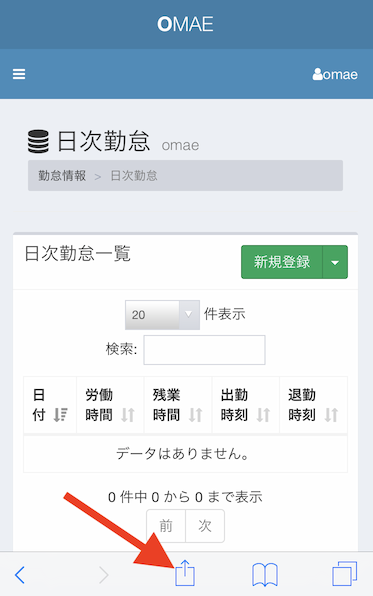 OMAE
omae
日次勤怠 omae
勤怠情報 > 日次勤怠
日次勤怠一覧
新規登録
20 件表示
検索:
日付 労働時間 残業時間 出勤時刻 退勤時刻
データはありません。
0 件中 0 から 0 まで表示
前 次